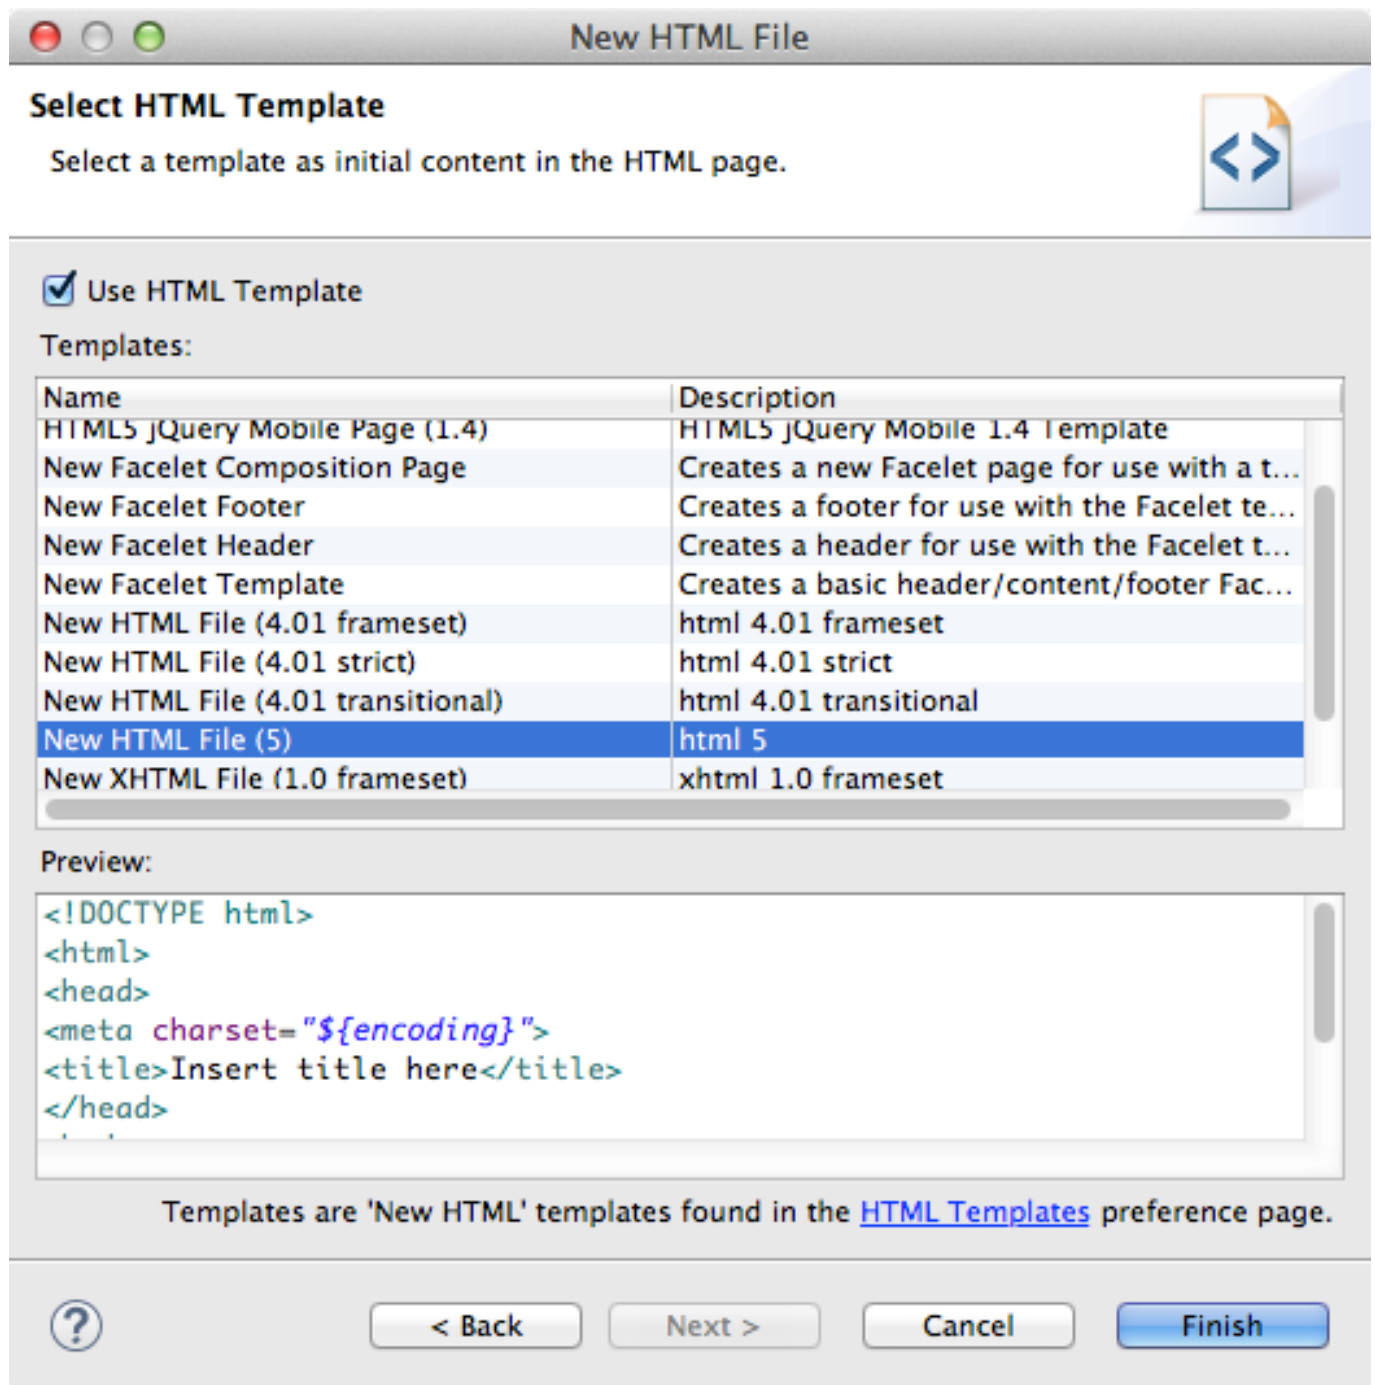 New HTML File
Select HTML Template
Select a template as initial content in the HTML page.
<>
Use HTML Template
Templates:
Name Description
HTML5 jQuery Mobile Page (1.4) HTML5 jQuery Mobile 1.4 Template
New Facelet Composition Page Creates a new Facelet page for use with a t...
New Facelet Footer Creates a footer for use with the Facelet te...
New Facelet Header Creates a header for use with the Facelet t...
New Facelet Template Creates a basic header/content/footer Fac...
New HTML File (4.01 frameset) html 4.01 frameset
New HTML File (4.01 strict) html 4.01 strict
New HTML File (4.01 transitional) html 4.01 transitional
New HTML File (5) html 5
New XHTML File (1.0 frameset) xhtml 1.0 frameset
Preview:
<!DOCTYPE html>
<html>
<head>
<meta charset="${encoding}">
<title>Insert title here</title>
</head>
Templates are 'New HTML' templates found in the HTML Templates preference page.
? < Back Next > Cancel Finish